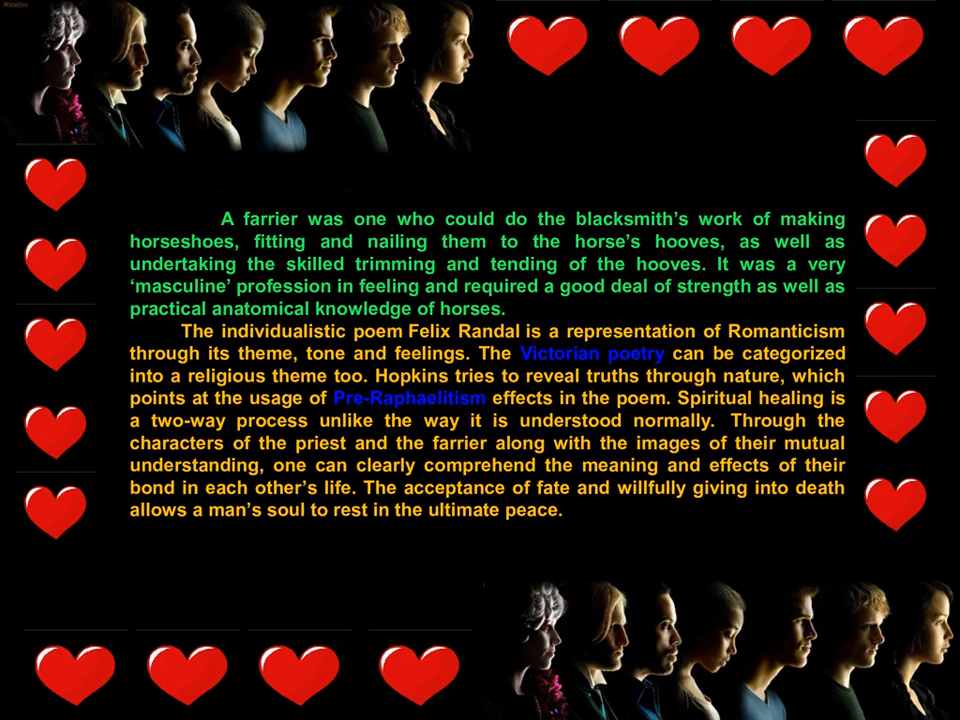 A farrier was one who could do the blacksmith’s work of making
horseshoes, fitting and nailing them to the horse’s hooves, as well as
undertaking the skilled trimming and tending of the hooves. It was a very
‘masculine’ profession in feeling and required a good deal of strength as well as
practical anatomical knowledge of horses.
The individualistic poem Felix Randal is a representation of Romanticism
through its theme, tone and feelings. The Victorian poetry can be categorized
into a religious theme too. Hopkins tries to reveal truths through nature, which
points at the usage of Pre-Raphaelitism effects in the poem. Spiritual healing is
a two-way process unlike the way it is understood normally. Through the
characters of the priest and the farrier along with the images of their mutual
understanding, one can clearly comprehend the meaning and effects of their
bond in each other’s life. The acceptance of fate and willfully giving into death
allows a man’s soul to rest in the ultimate peace.